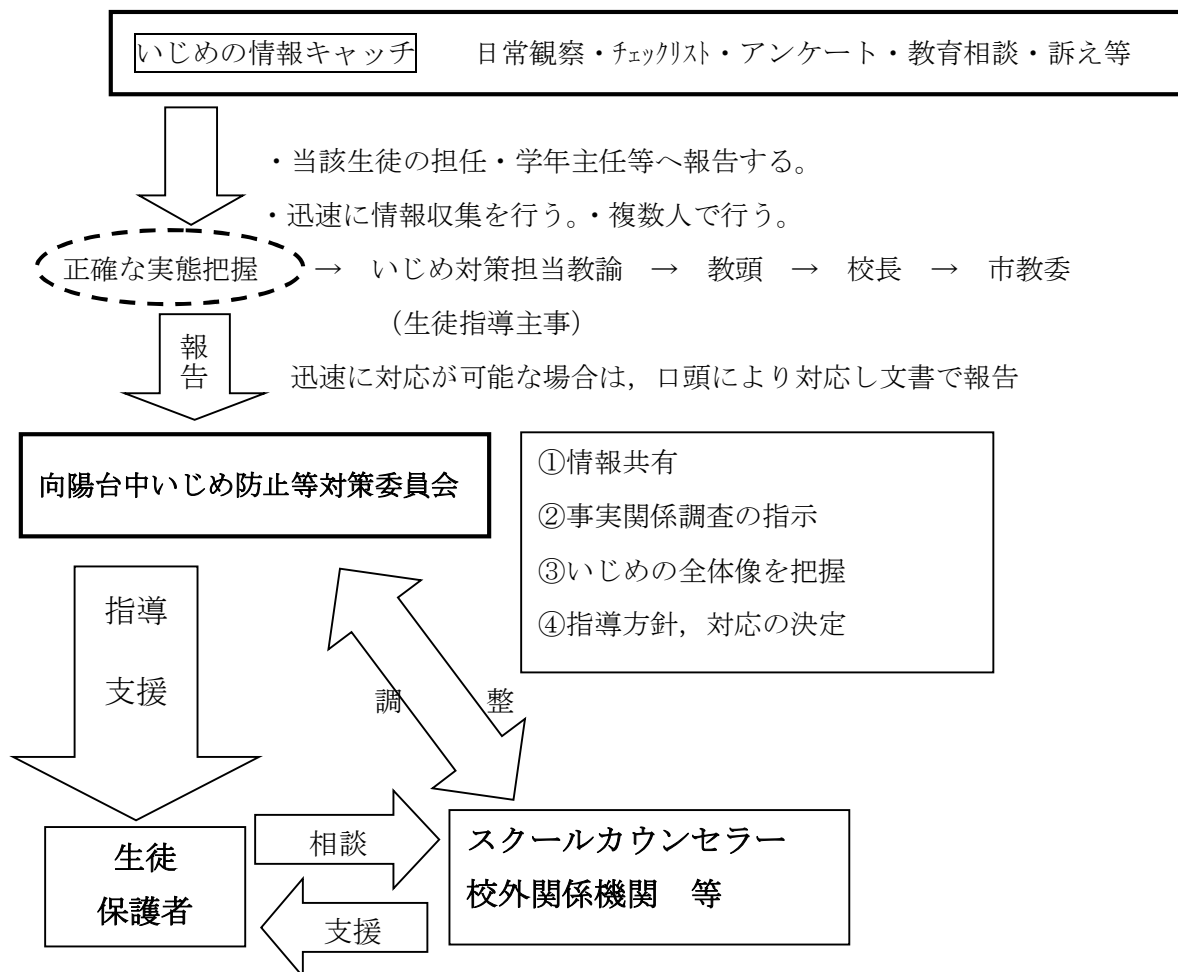 いじめの情報キャッチ　日常観察・ﾁｪｯｸﾘｽﾄ・アンケート・教育相談・訴え等
・当該生徒の担任・学年主任等へ報告する。
・迅速に情報収集を行う。・複数人で行う。
正確な実態把握　→　いじめ対策担当教諭　→　教頭　→　校長　→　市教委
（生徒指導主事）
報告
迅速に対応が可能な場合は，口頭により対応し文書で報告
向陽台中いじめ防止等対策委員会
①情報共有
②事実関係調査の指示
③いじめの全体像を把握
④指導方針，対応の決定
指導
支援
調　整
生徒
保護者
相談
支援
スクールカウンセラー
校外関係機関　等